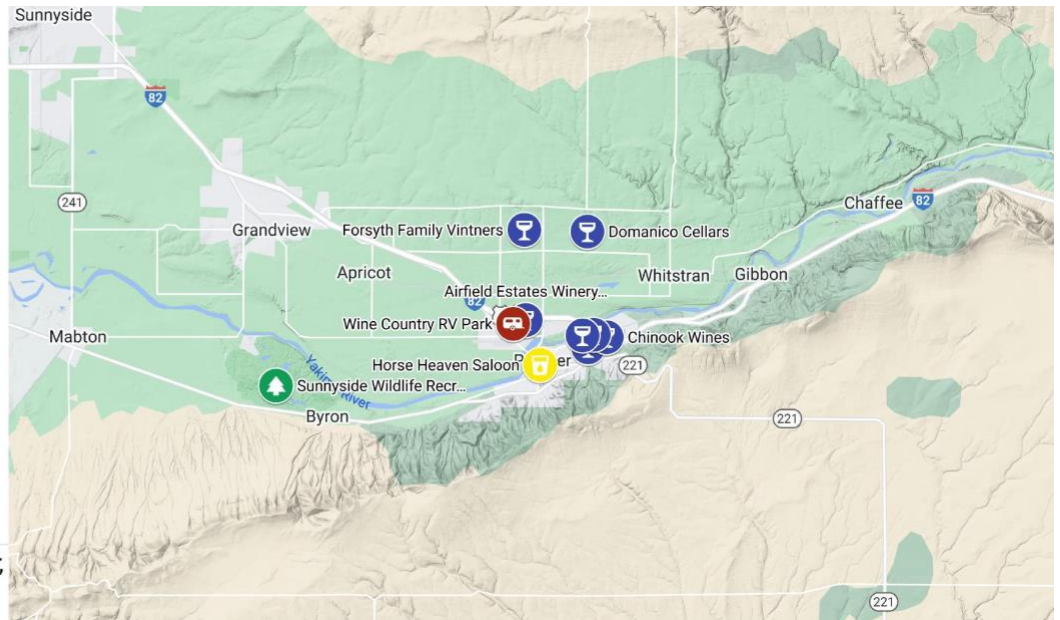 Sunnyside
82
241
Chaffee
82
Grandview
Forsyth Family Vintners
Domanico Cellars
Apricot
Whitstran
Gibbon
Airfield Estates Winery...
82
Wine Country RV Park
Mabton
Chinook Wines
Horse Heaven Saloon
221
Sunnyside Wildlife Recr...
Yakima River
Byron
221
221